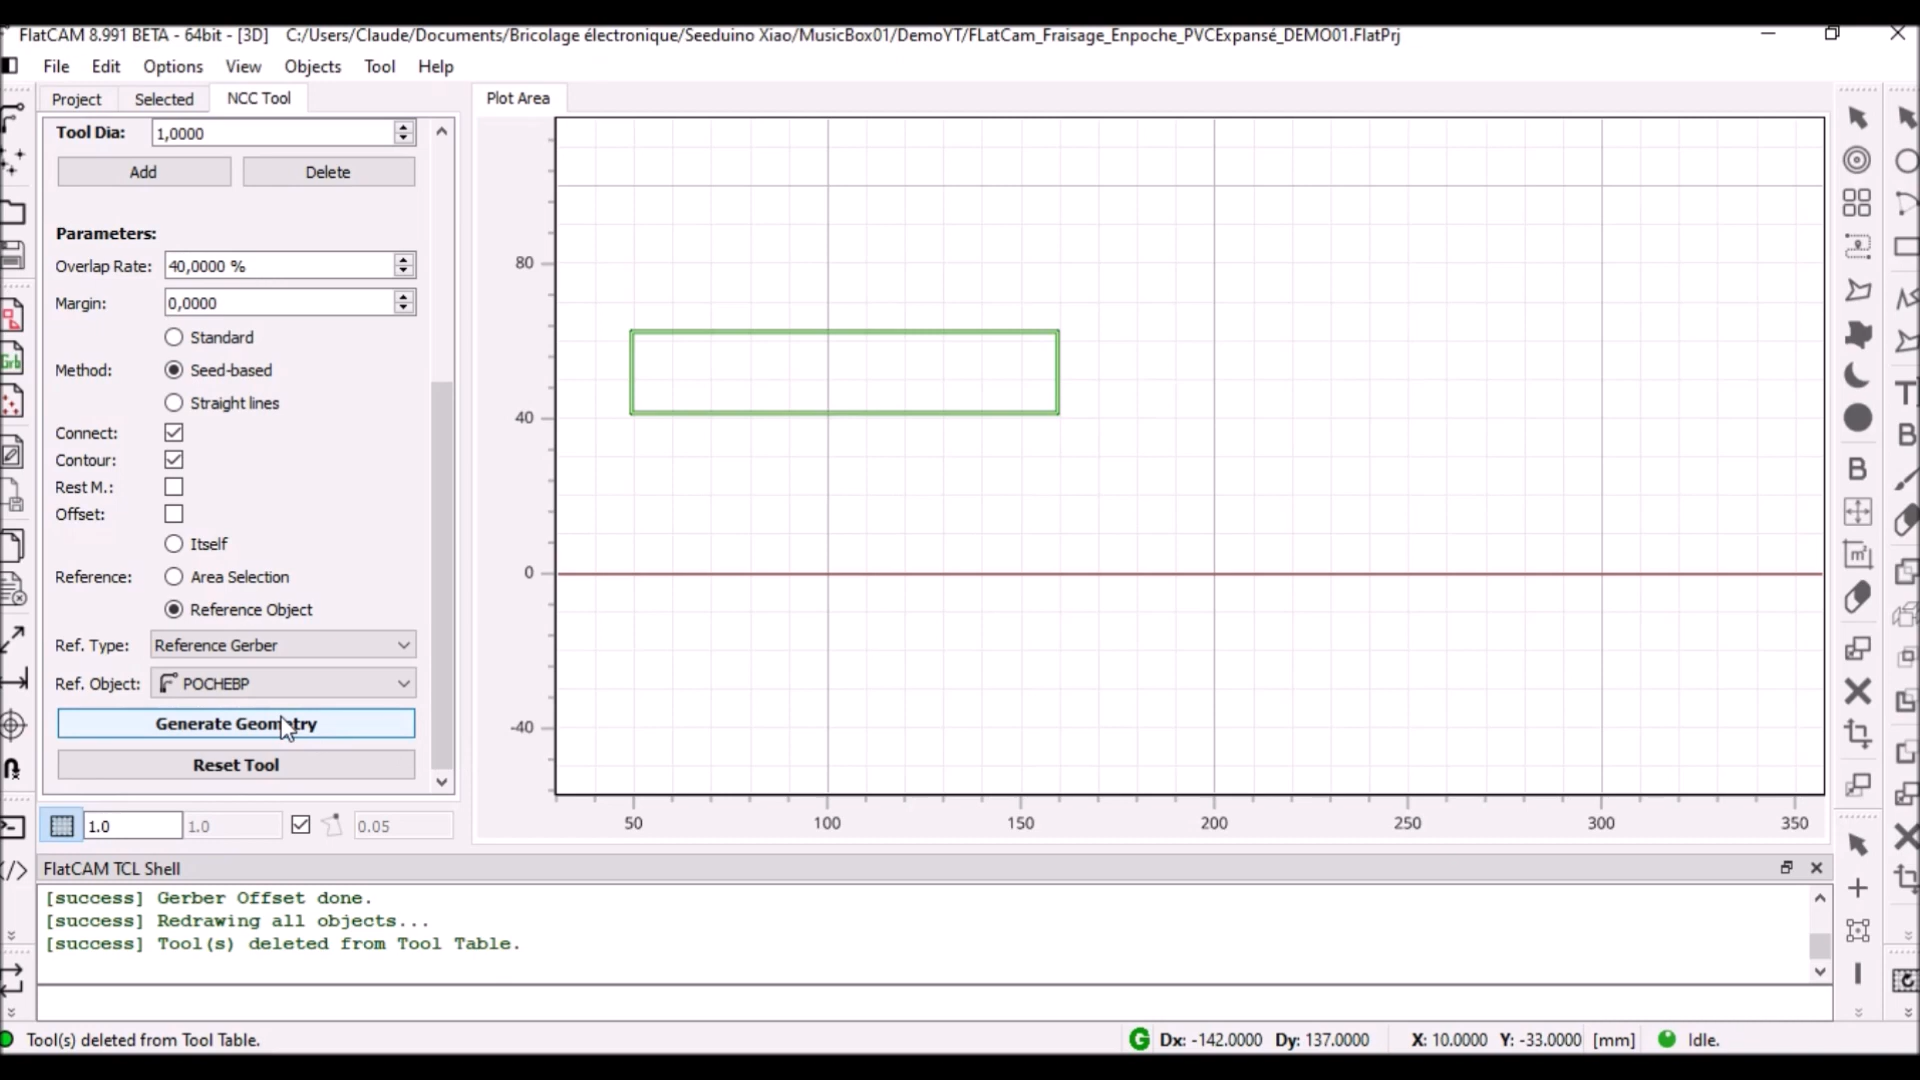 FlatCAM 8.991 BETA - 64bit - [3D] C:/Users/Claude/Documents/Bricolage électronique/Seeduino Xiao/MusicBox01/DemoYT/FLatCam_Fraisage_Enpoche_PVCExpansé_DEMO01.FlatPrj
File Edit Options View Objects Tool Help
Project Selected NCC Tool Plot Area
Tool Dia: 1,0000
Add Delete
Parameters:
Overlap Rate: 40,0000 %
Margin: 0,0000
Standard
Method: Seed-based
Straight lines
Connect:
Contour:
Rest M.:
Offset:
Itself
Reference: Area Selection
Reference Object
Ref. Type: Reference Gerber
Ref. Object: POCHEBP
Generate Geometry
Reset Tool
80
40
0
-40
50 100 150 200 250 300 350
1.0 1.0 0.05
FlatCAM TCL Shell
[success] Gerber Offset done.
[success] Redrawing all objects...
[success] Tool(s) deleted from Tool Table.
Tool(s) deleted from Tool Table. G Dx: -142.0000 Dy: 137.0000 X: 10.0000 Y: -33.0000 [mm] Idle.